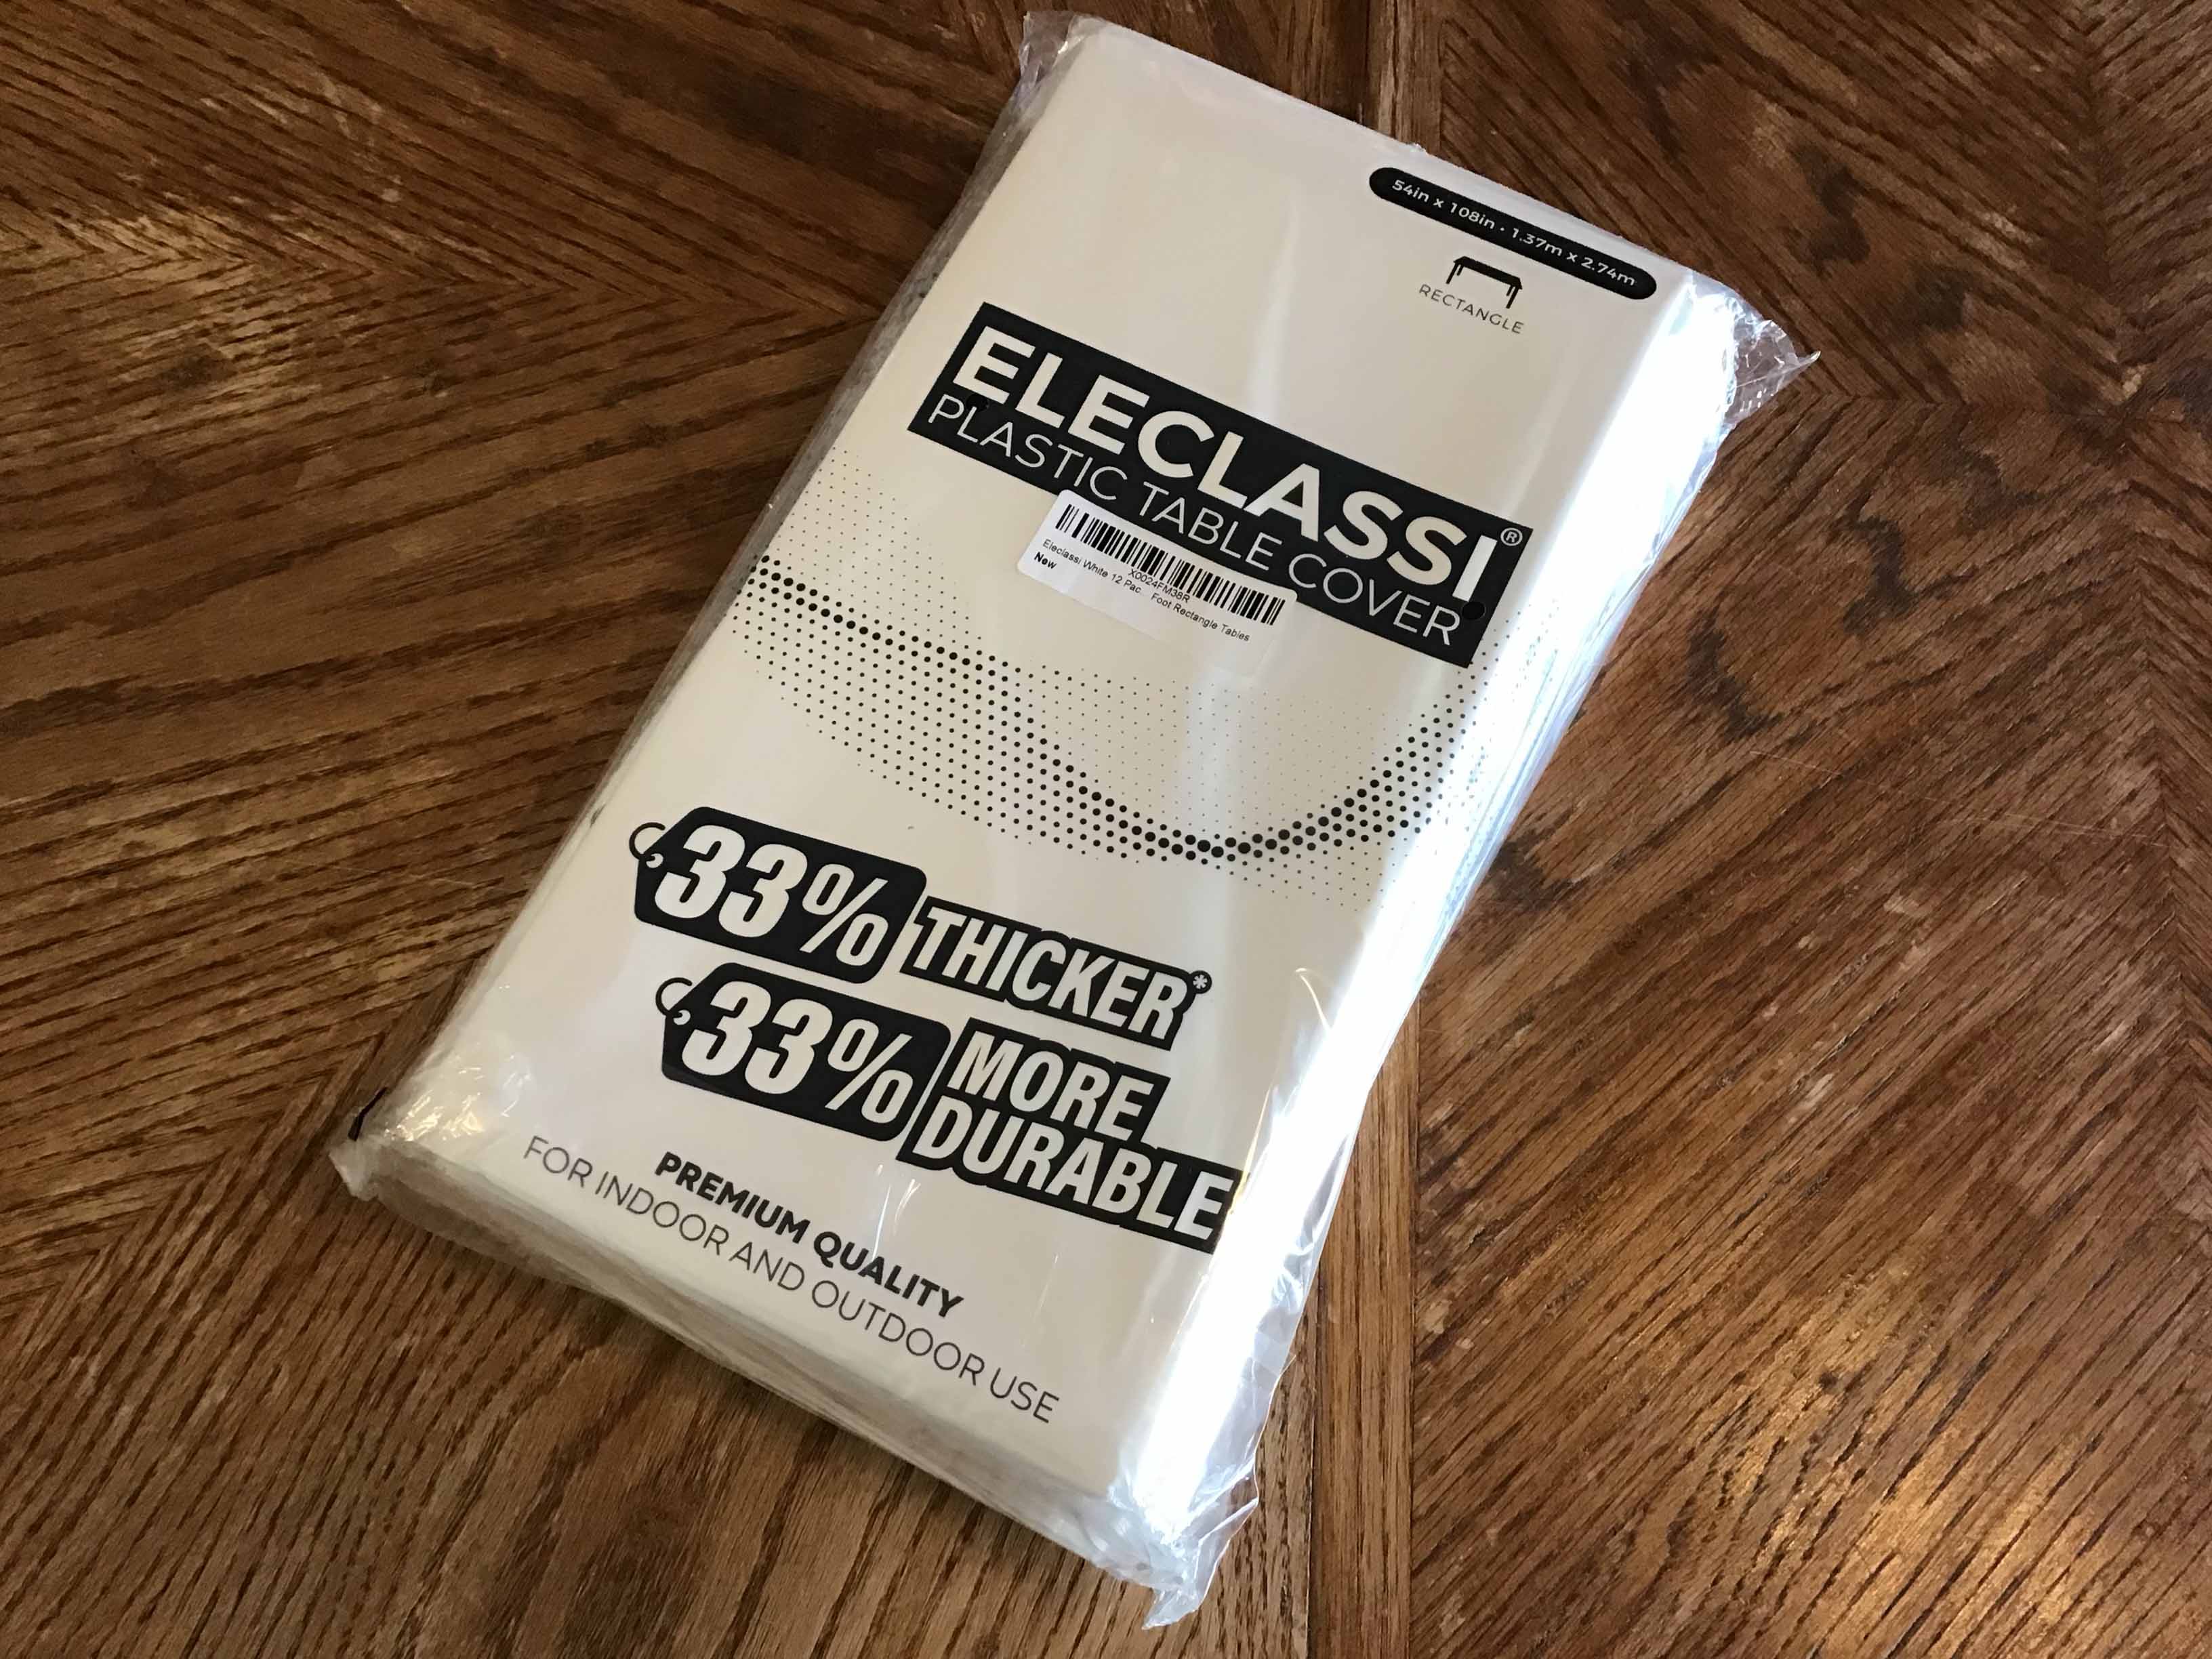 54in x 108in · 1.37m x 2.74m
RECTANGLE
ELECLASSI®
PLASTIC TABLE COVER
X0024FM38R
Eleclassi White 12 Pac... Foot Rectangle Tables
New
33% THICKER*
33% MORE
DURABLE
PREMIUM QUALITY
FOR INDOOR AND OUTDOOR USE